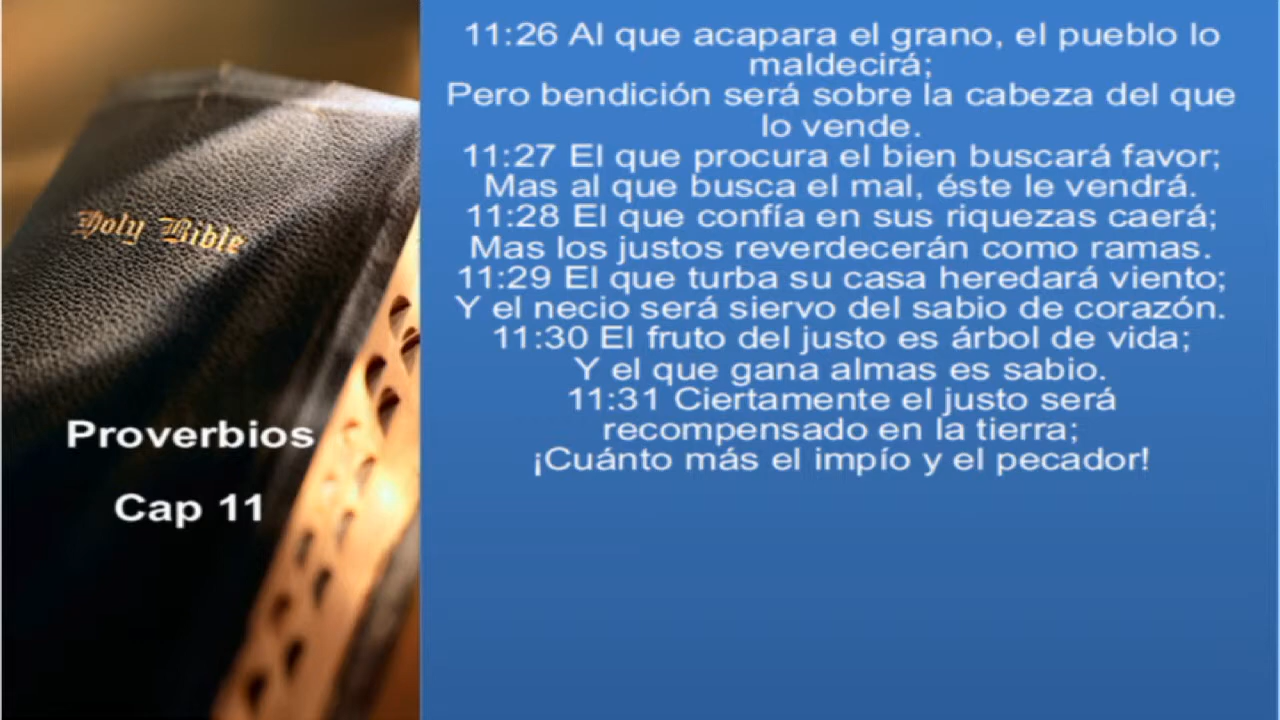 Holy Bible
Proverbios
Cap 11
11:26 Al que acapara el grano, el pueblo lo
maldecirá;
Pero bendición será sobre la cabeza del que
lo vende.
11:27 El que procura el bien buscará favor;
Mas al que busca el mal, éste le vendrá.
11:28 El que confía en sus riquezas caerá;
Mas los justos reverdecerán como ramas.
11:29 El que turba su casa heredará viento;
Y el necio será siervo del sabio de corazón.
11:30 El fruto del justo es árbol de vida;
Y el que gana almas es sabio.
11:31 Ciertamente el justo será
recompensado en la tierra;
¡Cuánto más el impío y el pecador!